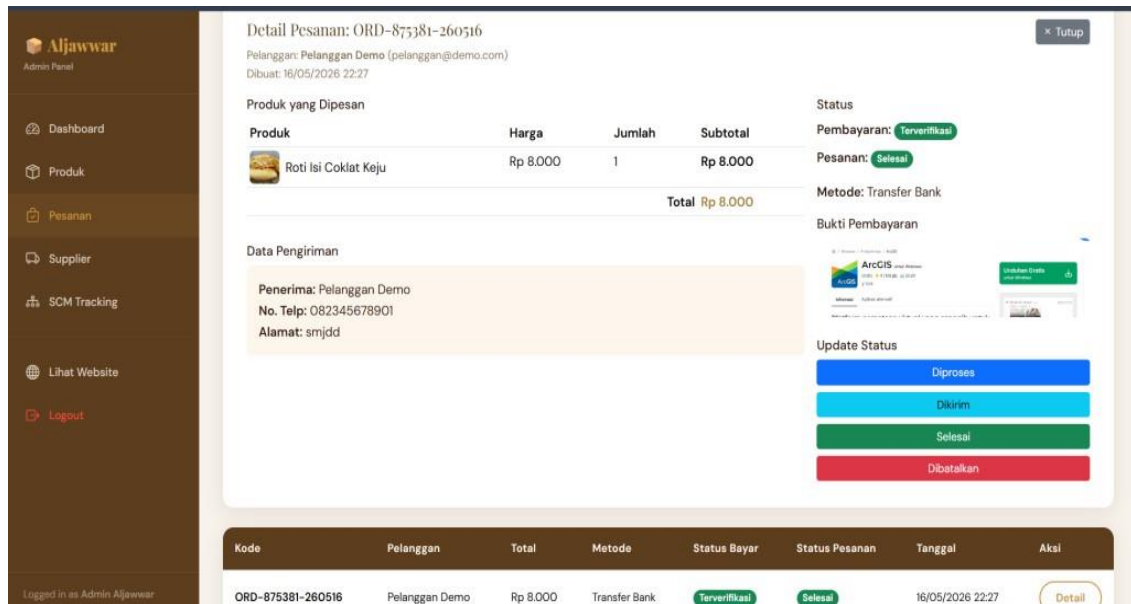 Aljawwar
Admin Panel
Dashboard
Produk
Pesanan
Supplier
SCM Tracking
Lihat Website
Logout
Logged in as Admin Aljawwar
Detail Pesanan: ORD-875381-260516
× Tutup
Pelanggan: Pelanggan Demo (pelanggan@demo.com)
Dibuat: 16/05/2026 22:27
Produk yang Dipesan
Produk Harga Jumlah Subtotal
Roti Isi Coklat Keju Rp 8.000 1 Rp 8.000
Total Rp 8.000
Data Pengiriman
Penerima: Pelanggan Demo
No. Telp: 082345678901
Alamat: smjdd
Status
Pembayaran: Terverifikasi
Pesanan: Selesai
Metode: Transfer Bank
Bukti Pembayaran
ArcGIS
ArcGIS
Unduhan Gratis
Update Status
Diproses
Dikirim
Selesai
Dibatalkan
Kode Pelanggan Total Metode Status Bayar Status Pesanan Tanggal Aksi
ORD-875381-260516 Pelanggan Demo Rp 8.000 Transfer Bank Terverifikasi Selesai 16/05/2026 22:27 Detail